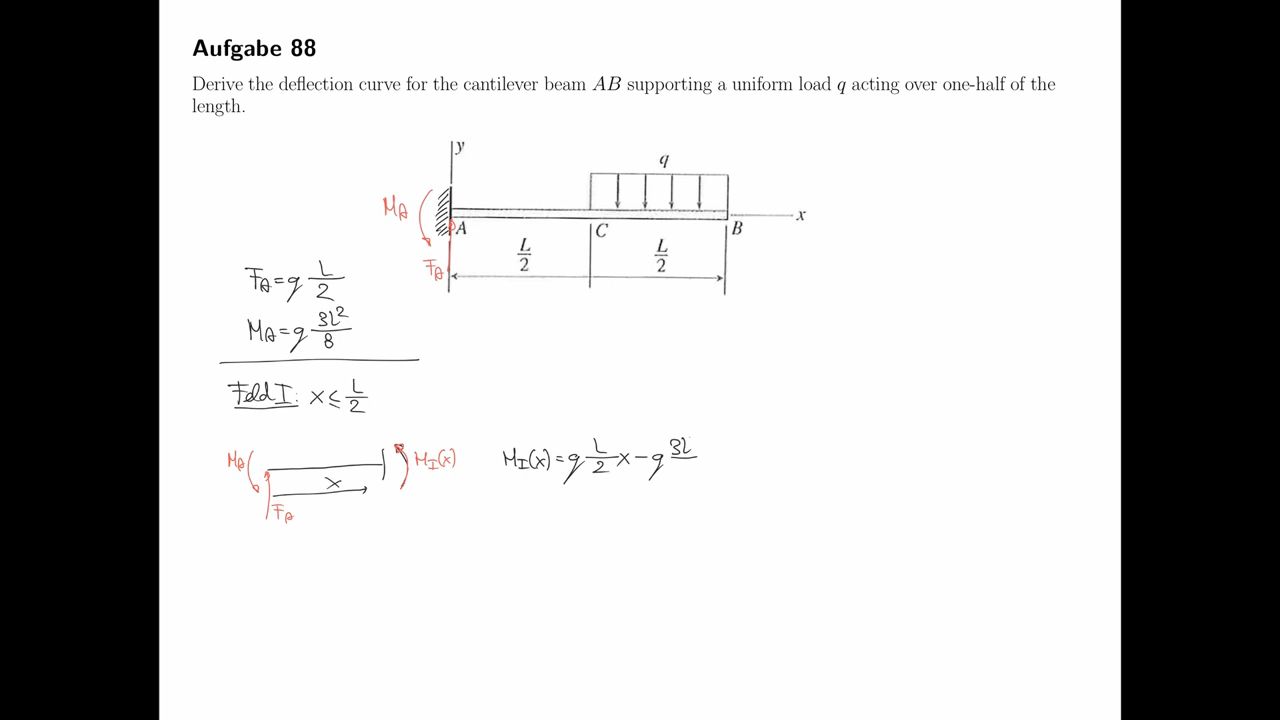 Aufgabe 88
Derive the deflection curve for the cantilever beam AB supporting a uniform load q acting over one-half of the
length.
y
q
M_A
x
A
C
B
F_A
L/2
L/2
F_A = q L/2
M_A = q 3L²/8
Feld I: x ≤ L/2
M_A
M_I(x)
M_I(x) = q L/2 x − q 3L
x
F_A